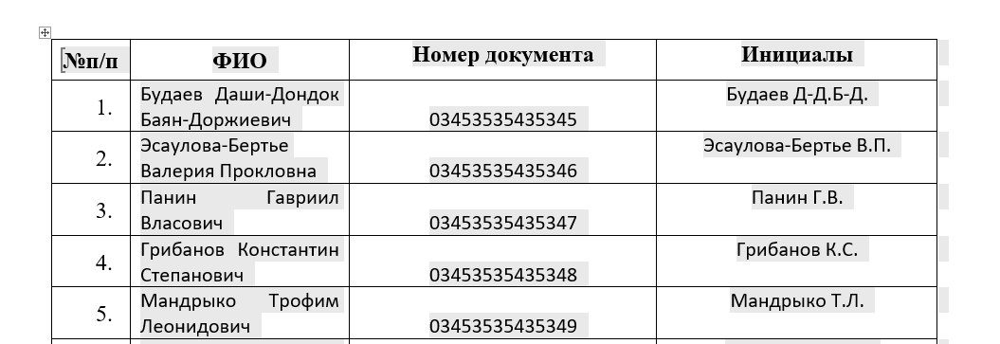 №п/п ФИО Номер документа Инициалы
1. Будаев Даши-Дондок Баян-Доржиевич 03453535435345 Будаев Д-Д.Б-Д.
2. Эсаулова-Бертье Валерия Прокловна 03453535435346 Эсаулова-Бертье В.П.
3. Панин Гавриил Власович 03453535435347 Панин Г.В.
4. Грибанов Константин Степанович 03453535435348 Грибанов К.С.
5. Мандрыко Трофим Леонидович 03453535435349 Мандрыко Т.Л.